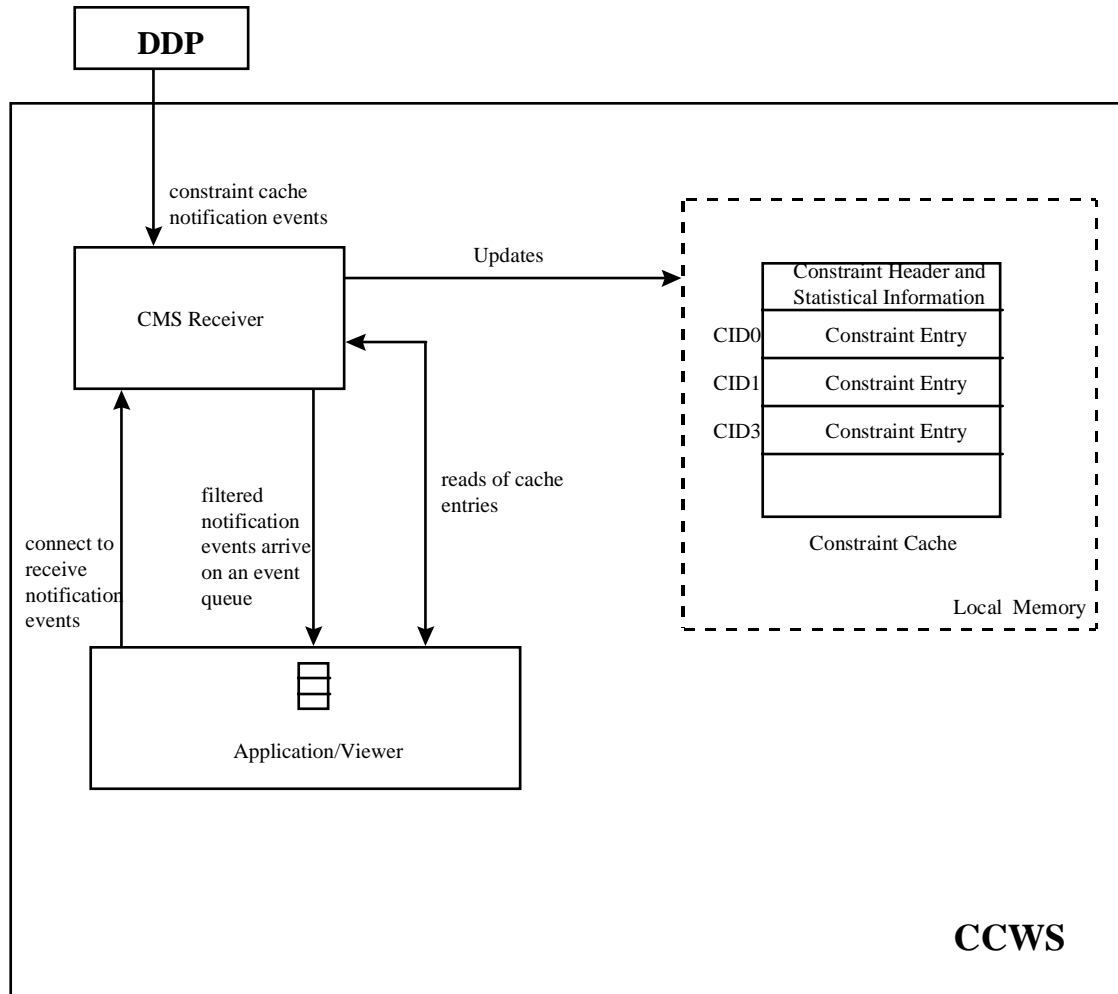 DDP
constraint cache
notification events
Updates
CMS Receiver
Constraint Header and
Statistical Information
CID0 Constraint Entry
CID1 Constraint Entry
CID3 Constraint Entry
Constraint Cache
Local Memory
reads of cache
entries
filtered
notification
events arrive
on an event
queue
connect to
receive
notification
events
Application/Viewer
CCWS